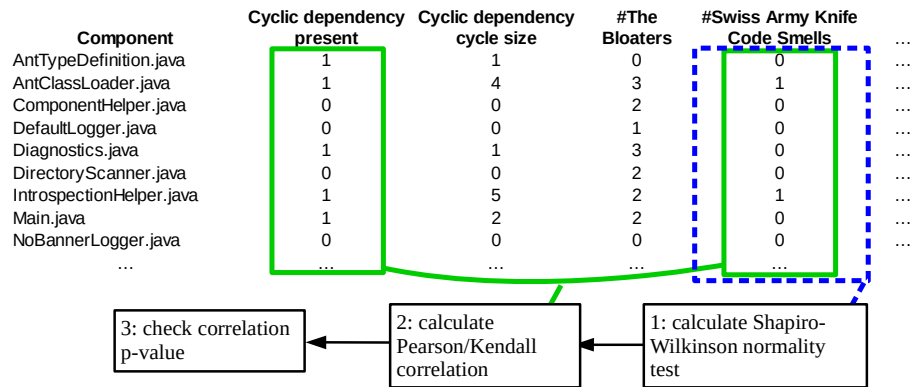 Component Cyclic dependency present Cyclic dependency cycle size #The Bloaters #Swiss Army Knife Code Smells ...
AntTypeDefinition.java 1 1 0 0 ...
AntClassLoader.java 1 4 3 1 ...
ComponentHelper.java 0 0 2 0 ...
DefaultLogger.java 0 0 1 0 ...
Diagnostics.java 1 1 3 0 ...
DirectoryScanner.java 0 0 2 0 ...
IntrospectionHelper.java 1 5 2 1 ...
Main.java 1 2 2 0 ...
NoBannerLogger.java 0 0 0 0 ...
... ... ... ... ...
3: check correlation
p-value
2: calculate
Pearson/Kendall
correlation
1: calculate Shapiro-
Wilkinson normality
test